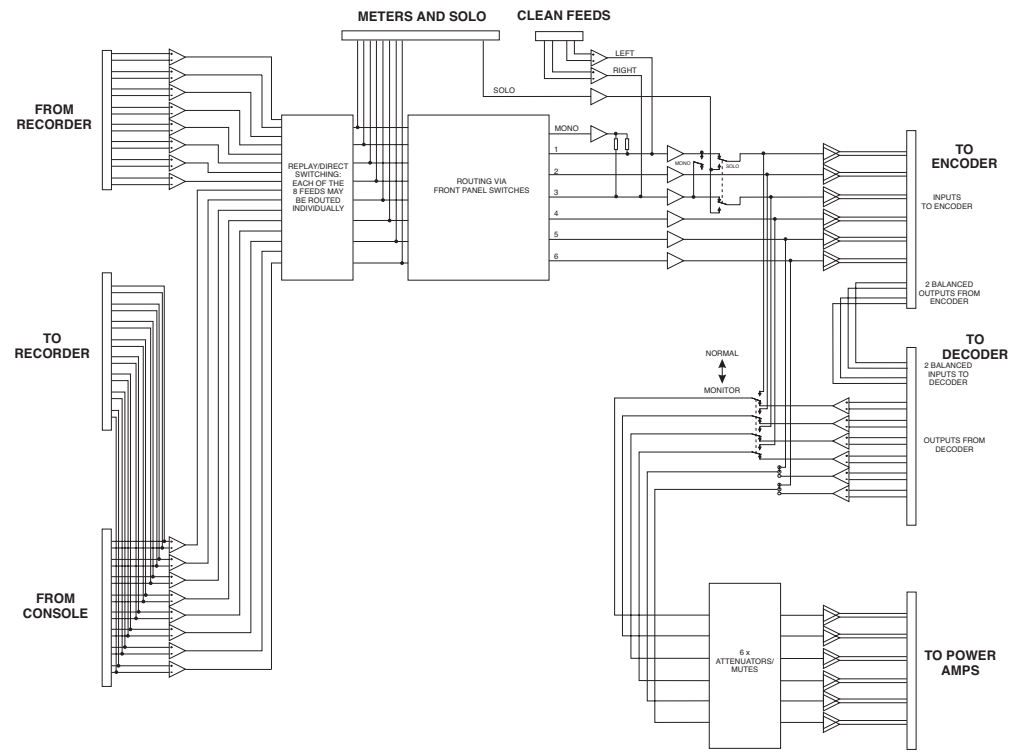 METERS AND SOLO
CLEAN FEEDS
LEFT
RIGHT
SOLO
FROM
RECORDER
MONO
1
2
3
4
5
6
REPLAY/DIRECT
SWITCHING:
EACH OF THE
8 FEEDS MAY
BE ROUTED
INDIVIDUALLY
ROUTING VIA
FRONT PANEL SWITCHES
MONO
SOLO
TO
ENCODER
INPUTS
TO ENCODER
2 BALANCED
OUTPUTS FROM
ENCODER
TO
RECORDER
TO
DECODER
2 BALANCED
INPUTS TO
DECODER
NORMAL
MONITOR
OUTPUTS FROM
DECODER
FROM
CONSOLE
6 x
ATTENUATORS/
MUTES
TO POWER
AMPS